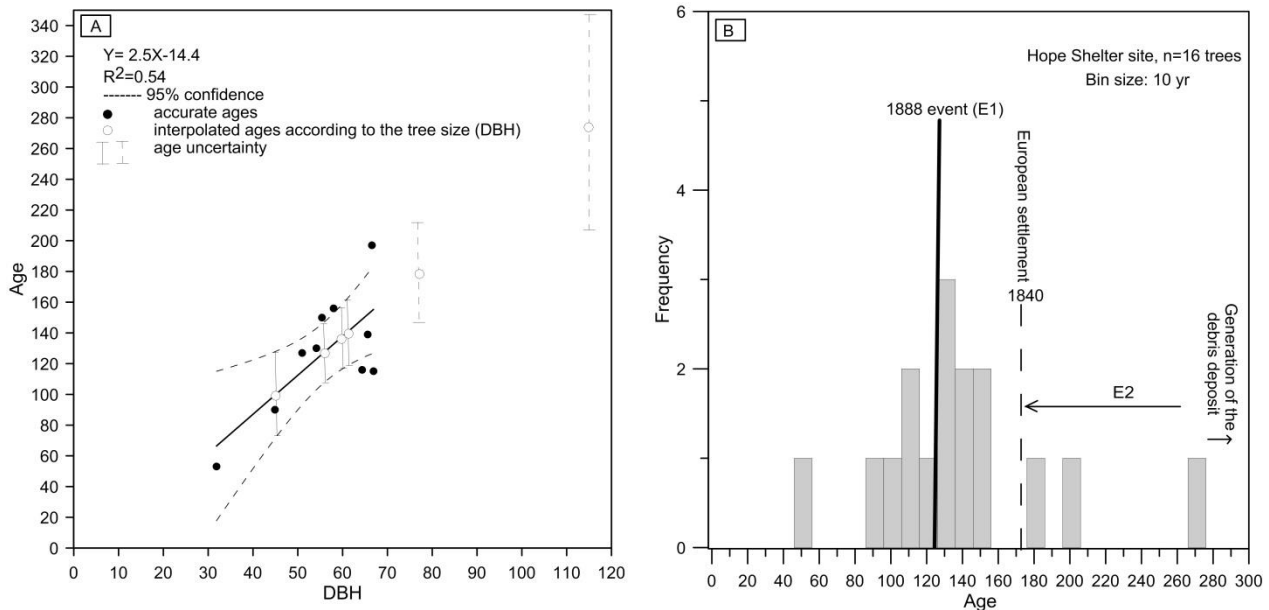 A
Y= 2.5X-14.4
R2=0.54
95% confidence
accurate ages
interpolated ages according to the tree size (DBH)
age uncertainty
340
320
300
280
260
240
220
200
180
160
140
120
100
80
60
40
20
0
Age
0 10 20 30 40 50 60 70 80 90 100 110 120
DBH
B
Hope Shelter site, n=16 trees
Bin size: 10 yr
1888 event (E1)
European settlement
1840
E2
Generation of the
debris deposit
6
4
2
0
Frequency
0 20 40 60 80 100 120 140 160 180 200 220 240 260 280 300
Age